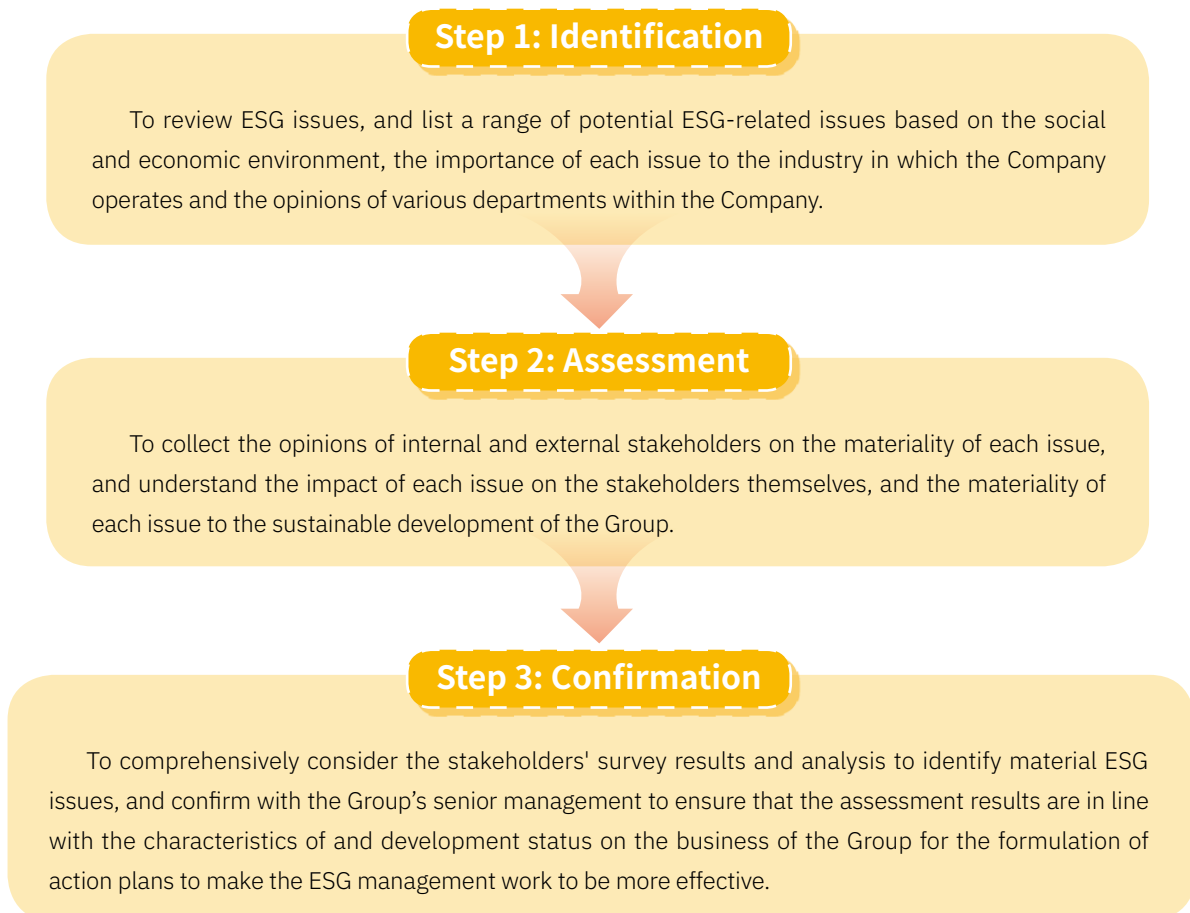 Step 1: Identification
To review ESG issues, and list a range of potential ESG-related issues based on the social
and economic environment, the importance of each issue to the industry in which the Company
operates and the opinions of various departments within the Company.
Step 2: Assessment
To collect the opinions of internal and external stakeholders on the materiality of each issue,
and understand the impact of each issue on the stakeholders themselves, and the materiality of
each issue to the sustainable development of the Group.
Step 3: Confirmation
To comprehensively consider the stakeholders' survey results and analysis to identify material ESG
issues, and confirm with the Group’s senior management to ensure that the assessment results are in line
with the characteristics of and development status on the business of the Group for the formulation of
action plans to make the ESG management work to be more effective.